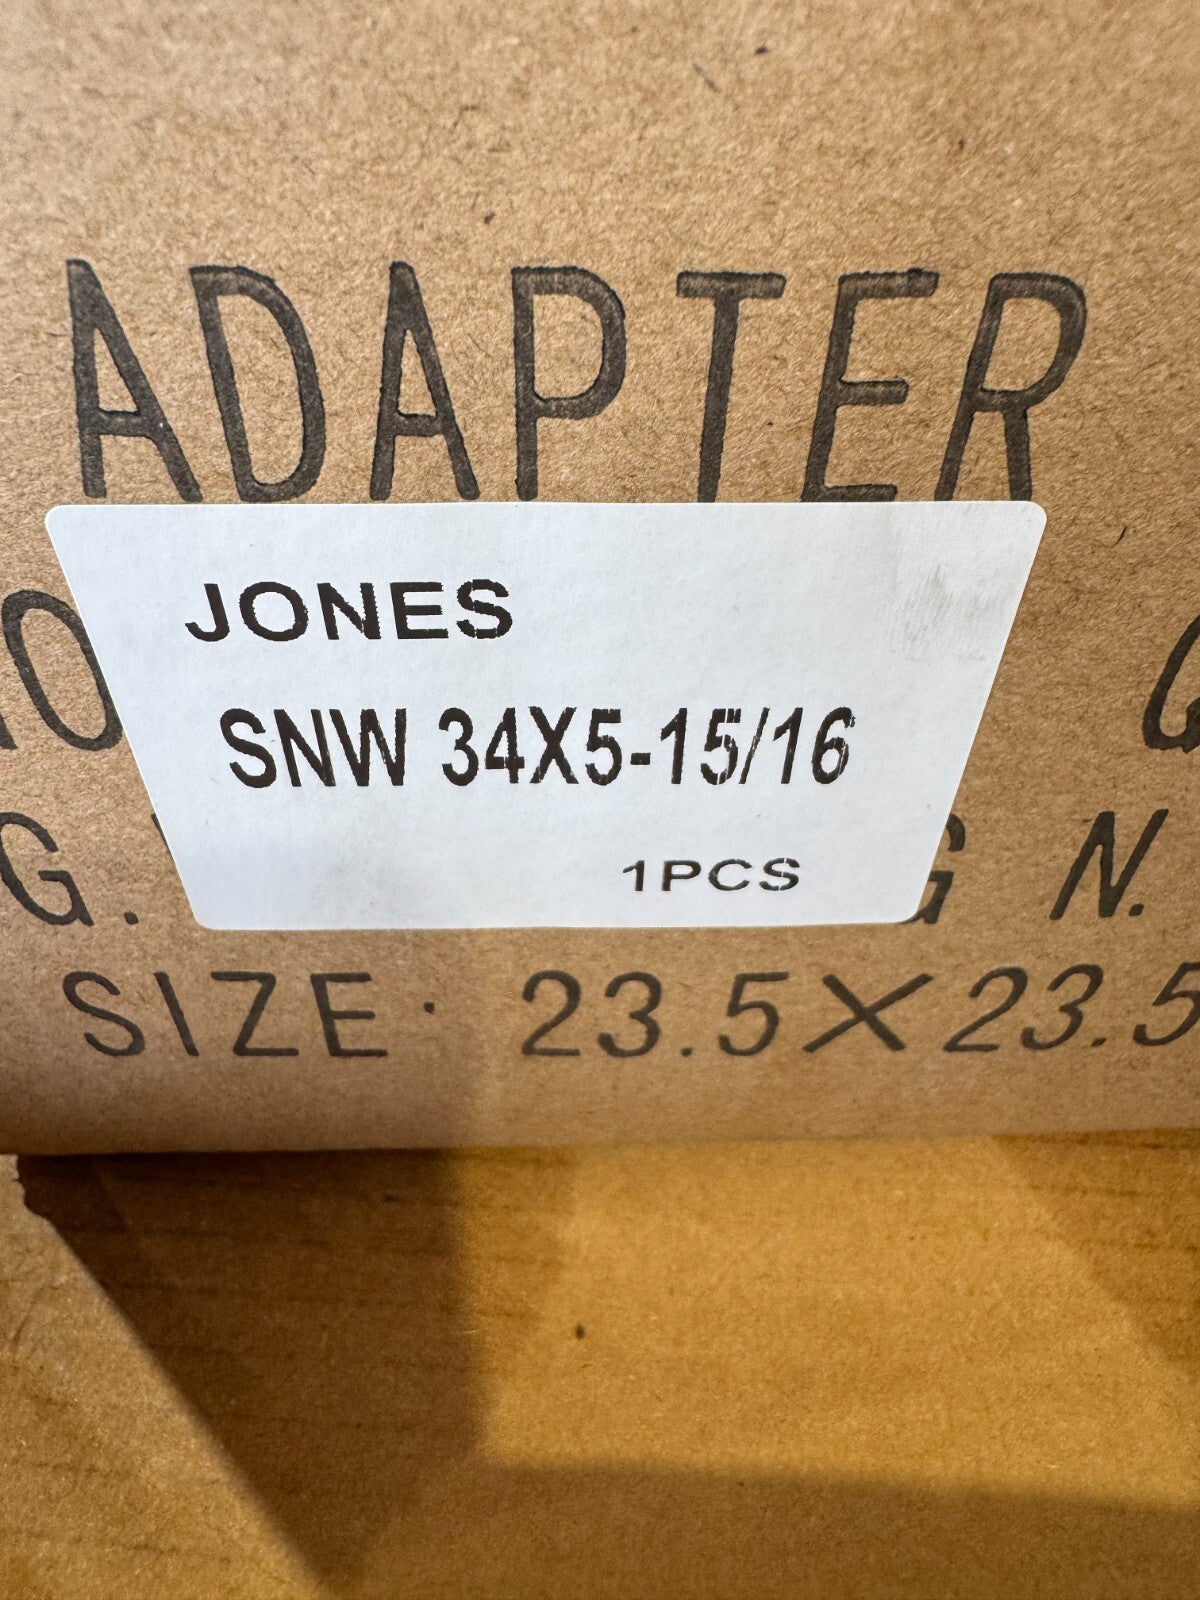 ADAPTER
JONES
SNW 34X5-15/16
1PCS
G. G N.
SIZE: 23.5X23.5